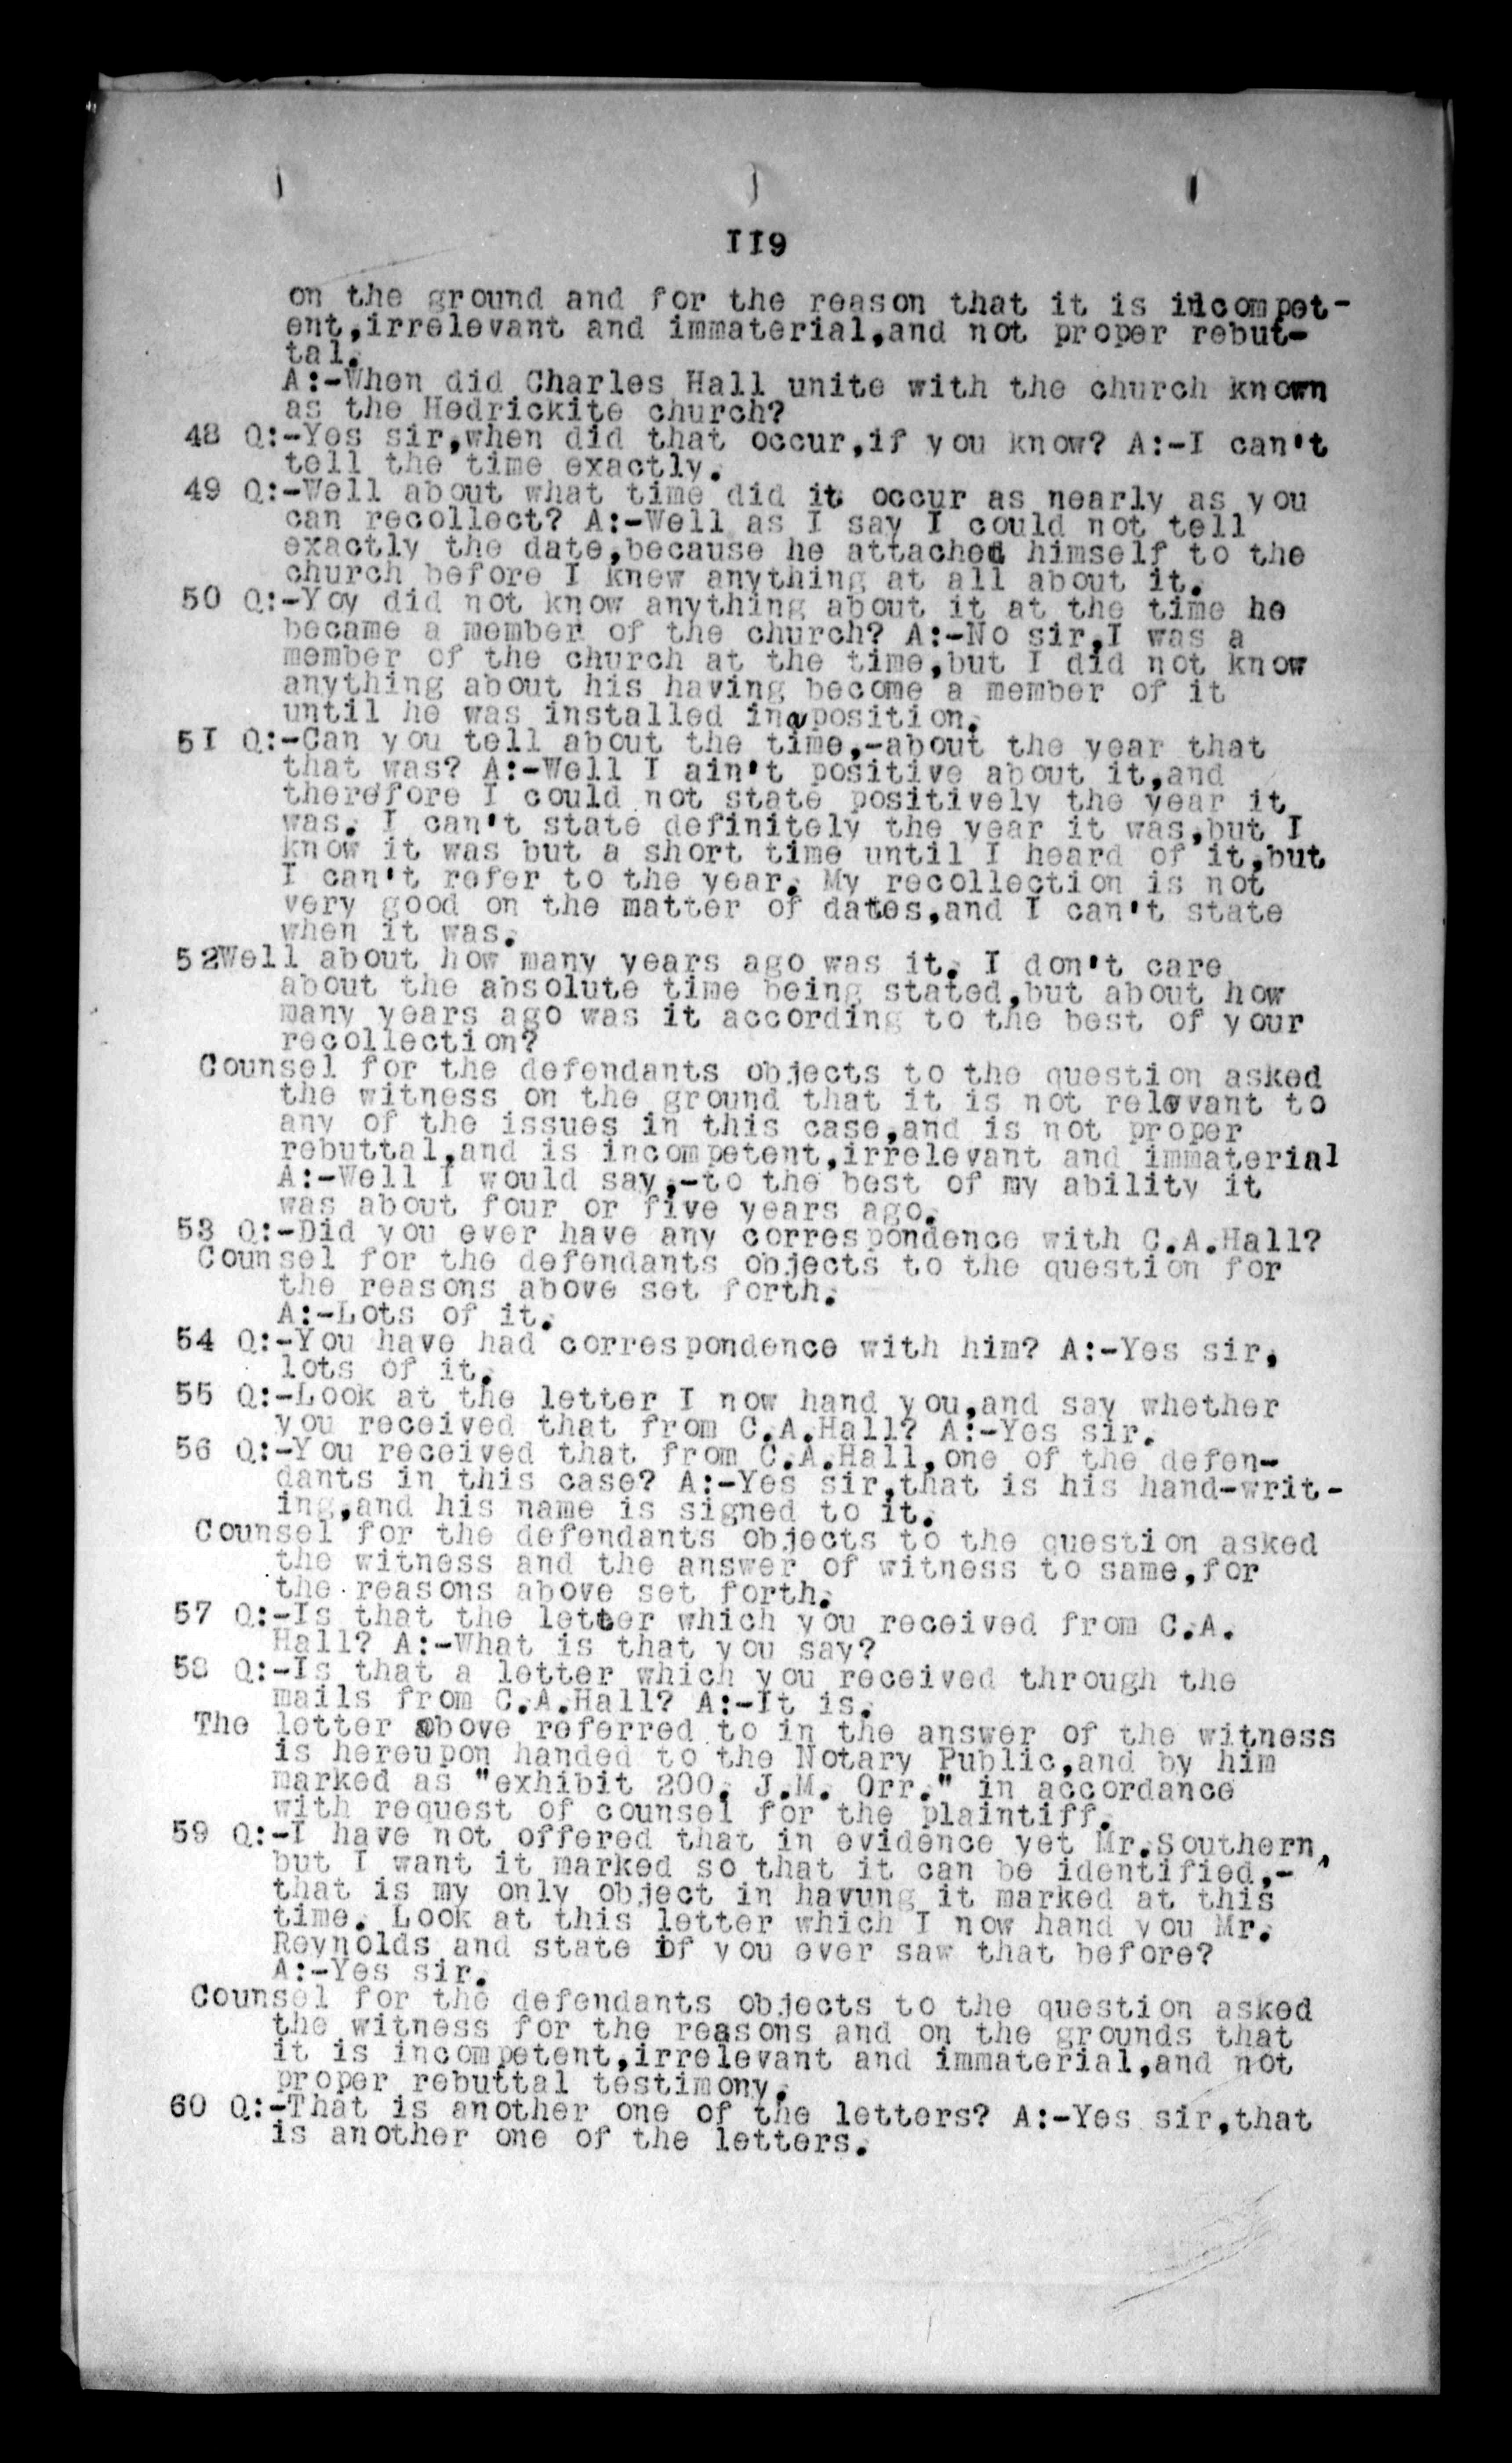 119
on the ground and for the reason that it is incompet-
ent,irrelevant and immaterial,and not proper rebut-
tal.
A:-When did Charles Hall unite with the church known
as the Hedrickite church?
48 Q:-Yes sir,when did that occur,if you know? A:-I can't
tell the time exactly.
49 Q:-Well about what time did it occur as nearly as you
can recollect? A:-Well as I say I could not tell
exactly the date,because he attached himself to the
church before I knew anything at all about it.
50 Q:-Yoy did not know anything about it at the time he
became a member of the church? A:-No sir,I was a
member of the church at the time,but I did not know
anything about his having become a member of it
until he was installed in a position.
51 Q:-Can you tell about the time,-about the year that
that was? A:-Well I ain't positive about it,and
therefore I could not state positively the year it
was. I can't state definitely the year it was,but I
know it was but a short time until I heard of it,but
I can't refer to the year. My recollection is not
very good on the matter of dates,and I can't state
when it was.
52Well about how many years ago was it. I don't care
about the absolute time being stated,but about how
many years ago was it according to the best of your
recollection?
Counsel for the defendants objects to the question asked
the witness on the ground that it is not relevant to
any of the issues in this case,and is not proper
rebuttal,and is incompetent,irrelevant and immaterial
A:-Well I would say,-to the best of my ability it
was about four or five years ago.
53 Q:-Did you ever have any correspondence with C.A.Hall?
Counsel for the defendants objects to the question for
the reasons above set forth.
A:-Lots of it.
54 Q:-You have had correspondence with him? A:-Yes sir,
lots of it.
55 Q:-Look at the letter I now hand you,and say whether
you received that from C.A.Hall? A:-Yes sir.
56 Q:-You received that from C.A.Hall,one of the defen-
dants in this case? A:-Yes sir,that is his hand-writ-
ing,and his name is signed to it.
Counsel for the defendants objects to the question asked
the witness and the answer of witness to same,for
the reasons above set forth.
57 Q:-Is that the letter which you received from C.A.
Hall? A:-What is that you say?
58 Q:-Is that a letter which you received through the
mails from C.A.Hall? A:-It is.
The letter above referred to in the answer of the witness
is hereupon handed to the Notary Public,and by him
marked as "exhibit 200. J.M. Orr." in accordance
with request of counsel for the plaintiff.
59 Q:-I have not offered that in evidence yet Mr.Southern,
but I want it marked so that it can be identified,-
that is my only object in havung it marked at this
time. Look at this letter which I now hand you Mr.
Reynolds and state if you ever saw that before?
A:-Yes sir.
Counsel for the defendants objects to the question asked
the witness for the reasons and on the grounds that
it is incompetent,irrelevant and immaterial,and not
proper rebuttal testimony.
60 Q:-That is another one of the letters? A:-Yes sir,that
is another one of the letters.